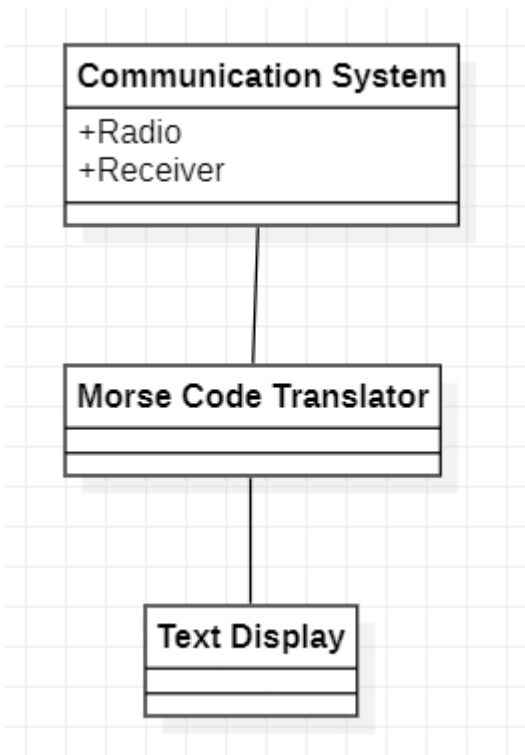 Communication System
+Radio
+Receiver
Morse Code Translator
Text Display